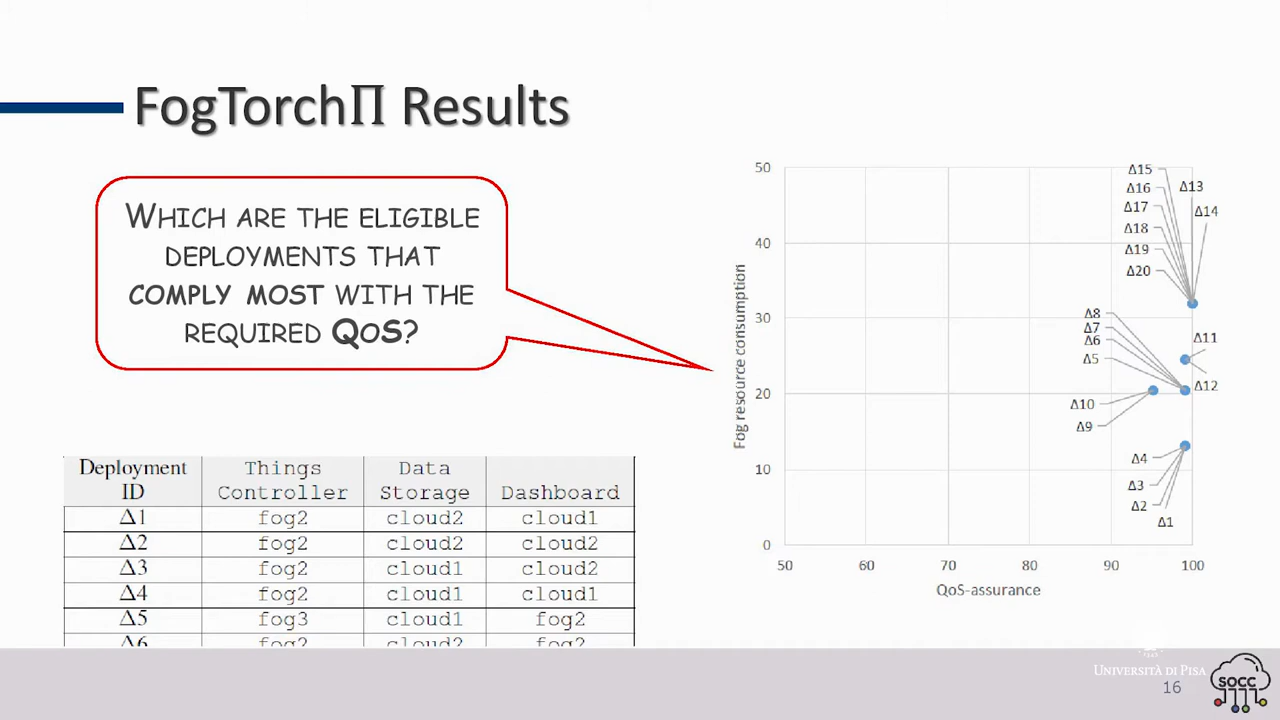 FogTorchΠ Results
WHICH ARE THE ELIGIBLE
DEPLOYMENTS THAT
COMPLY MOST WITH THE
REQUIRED QOS?
Deployment ID Things Controller Data Storage Dashboard
Δ1 fog2 cloud2 cloud1
Δ2 fog2 cloud2 cloud2
Δ3 fog2 cloud1 cloud2
Δ4 fog2 cloud1 cloud1
Δ5 fog3 cloud1 fog2
Δ6 fog2 cloud2 fog2
Fog resource consumption
50
40
30
20
10
0
50 60 70 80 90 100
QoS-assurance
Δ15
Δ16
Δ17
Δ18
Δ19
Δ20
Δ13
Δ14
Δ8
Δ7
Δ6
Δ5
Δ11
Δ12
Δ10
Δ9
Δ4
Δ3
Δ2
Δ1
UNIVERSITÀ DI PISA
16
SOCC